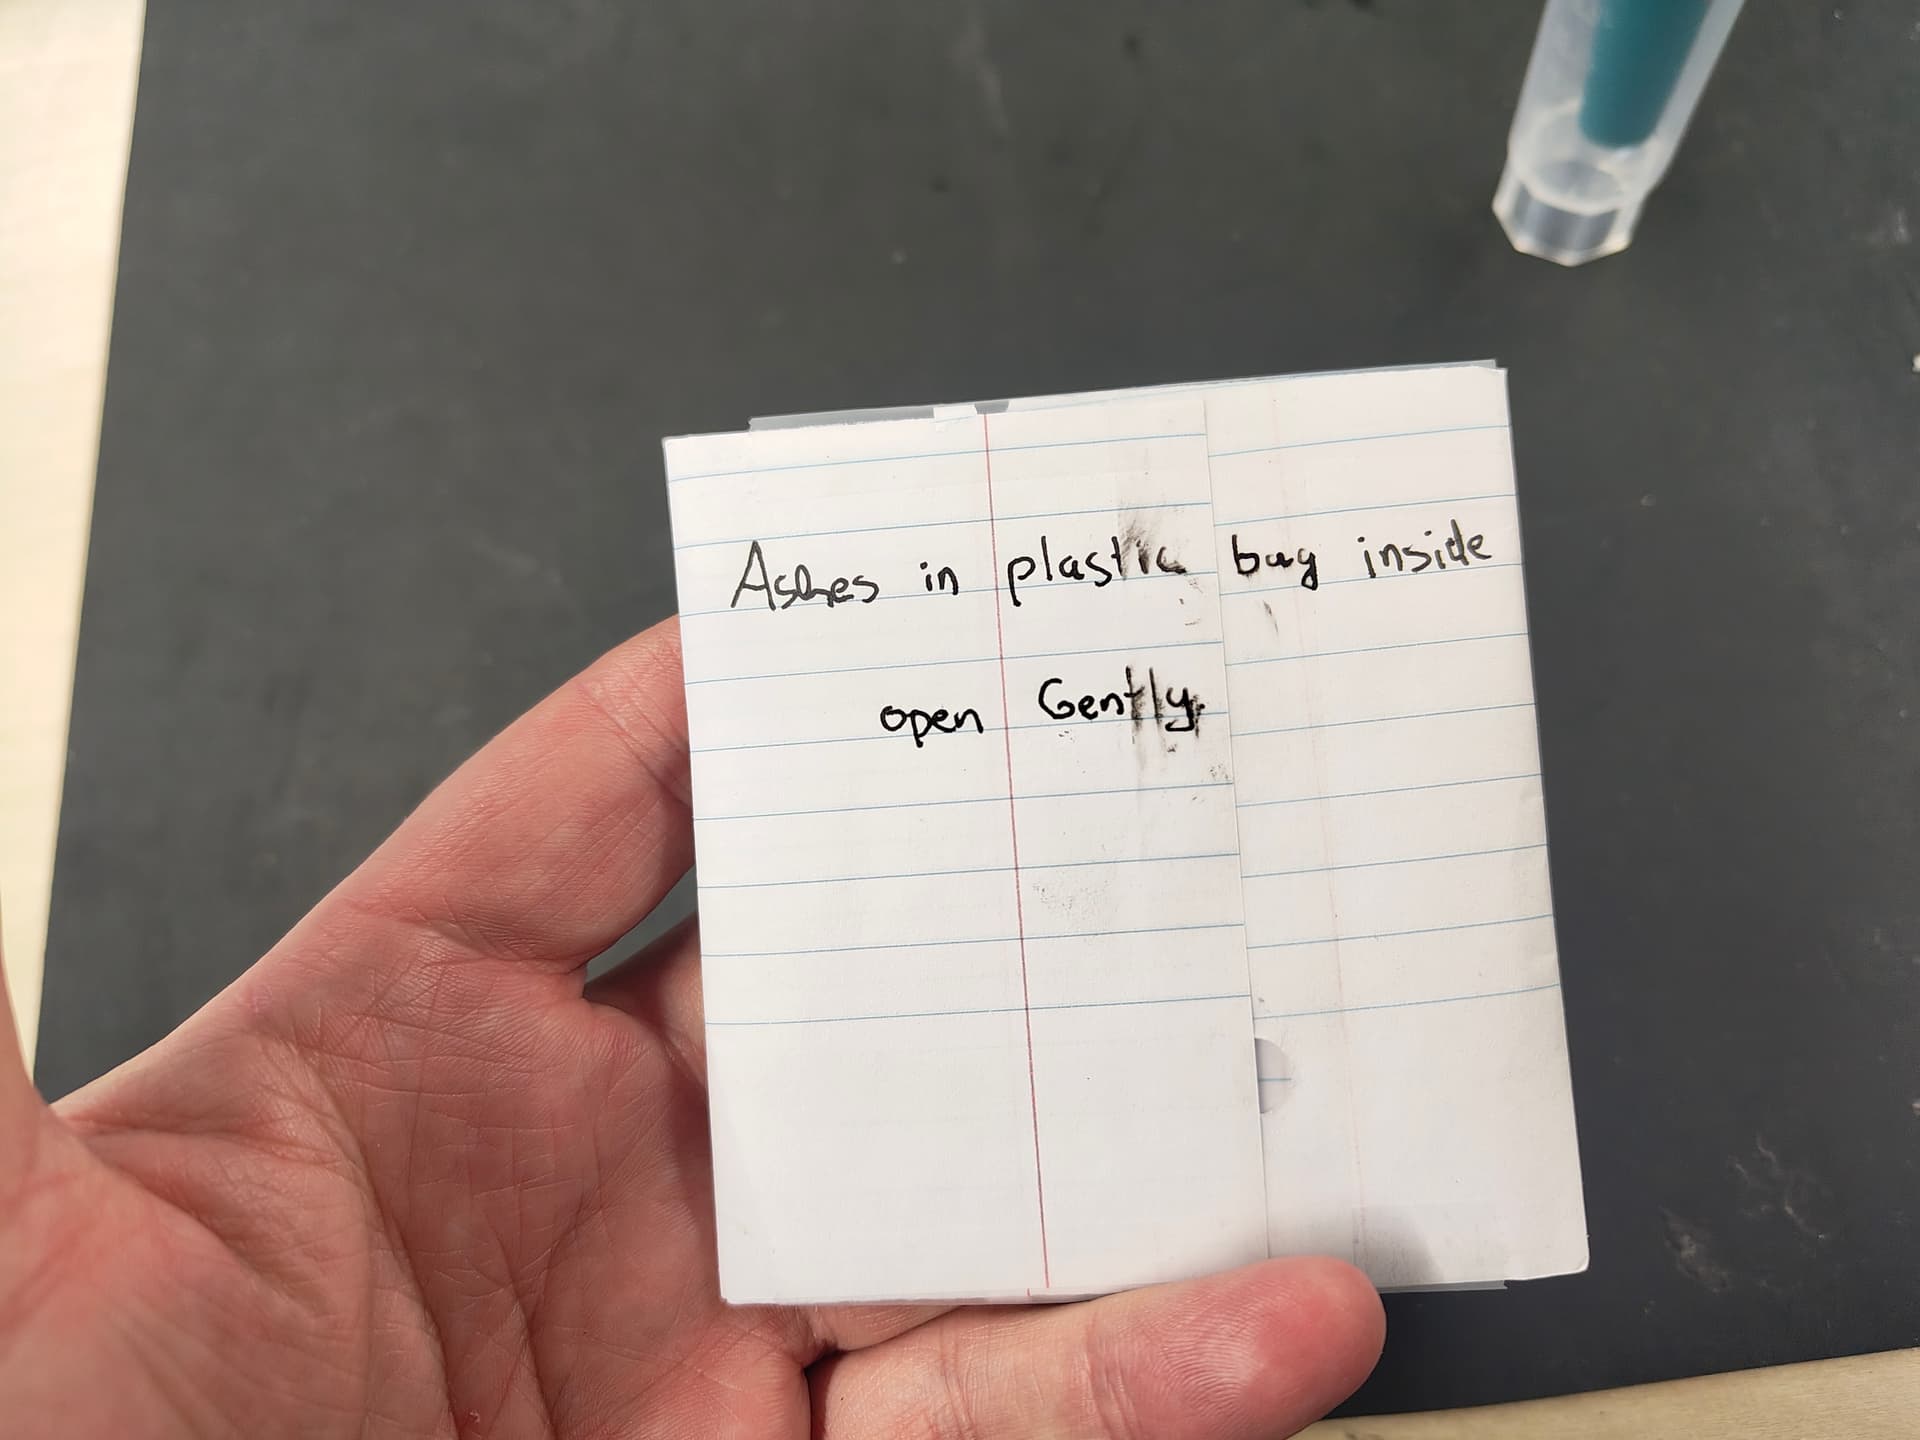 Ashes in plastic bag inside
open Gently.